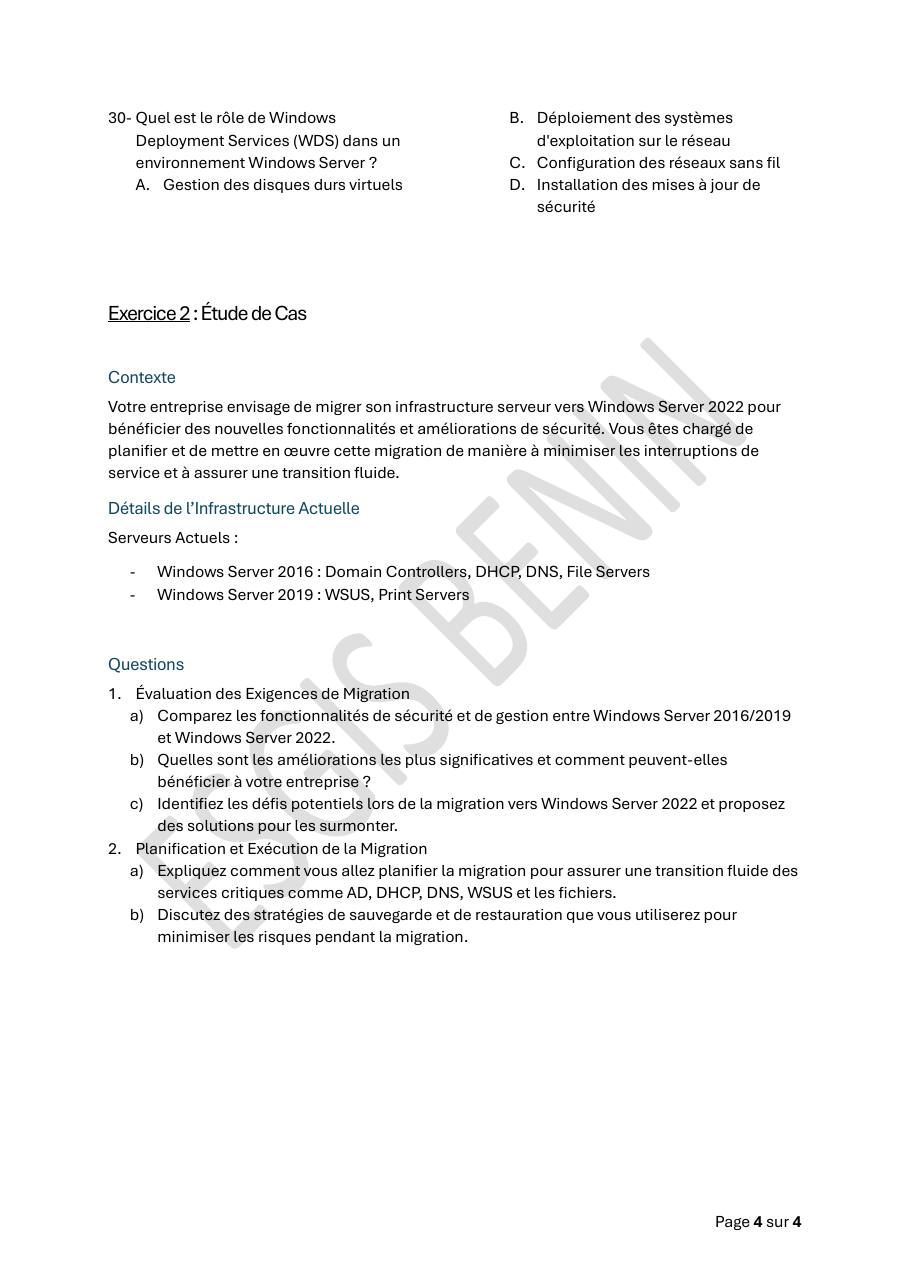 30- Quel est le rôle de Windows
Deployment Services (WDS) dans un
environnement Windows Server ?
A. Gestion des disques durs virtuels
B. Déploiement des systèmes
d'exploitation sur le réseau
C. Configuration des réseaux sans fil
D. Installation des mises à jour de
sécurité
Exercice 2 : Étude de Cas
Contexte
Votre entreprise envisage de migrer son infrastructure serveur vers Windows Server 2022 pour
bénéficier des nouvelles fonctionnalités et améliorations de sécurité. Vous êtes chargé de
planifier et de mettre en œuvre cette migration de manière à minimiser les interruptions de
service et à assurer une transition fluide.
Détails de l’Infrastructure Actuelle
Serveurs Actuels :
- Windows Server 2016 : Domain Controllers, DHCP, DNS, File Servers
- Windows Server 2019 : WSUS, Print Servers
Questions
1. Évaluation des Exigences de Migration
a) Comparez les fonctionnalités de sécurité et de gestion entre Windows Server 2016/2019
et Windows Server 2022.
b) Quelles sont les améliorations les plus significatives et comment peuvent-elles
bénéficier à votre entreprise ?
c) Identifiez les défis potentiels lors de la migration vers Windows Server 2022 et proposez
des solutions pour les surmonter.
2. Planification et Exécution de la Migration
a) Expliquez comment vous allez planifier la migration pour assurer une transition fluide des
services critiques comme AD, DHCP, DNS, WSUS et les fichiers.
b) Discutez des stratégies de sauvegarde et de restauration que vous utiliserez pour
minimiser les risques pendant la migration.
ESGIS BENIN
Page 4 sur 4